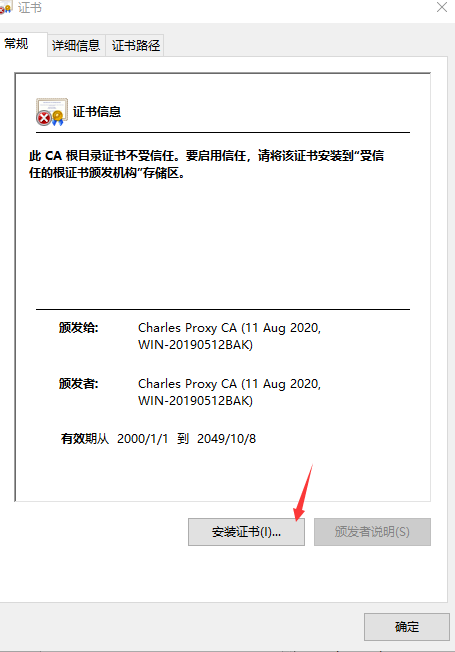 证书
常规 详细信息 证书路径
证书信息
此 CA 根目录证书不受信任。要启用信任，请将该证书安装到“受信
任的根证书颁发机构”存储区。
颁发给: Charles Proxy CA (11 Aug 2020,
WIN-20190512BAK)
颁发者: Charles Proxy CA (11 Aug 2020,
WIN-20190512BAK)
有效期从 2000/1/1 到 2049/10/8
安装证书(I)... 颁发者说明(S)
确定